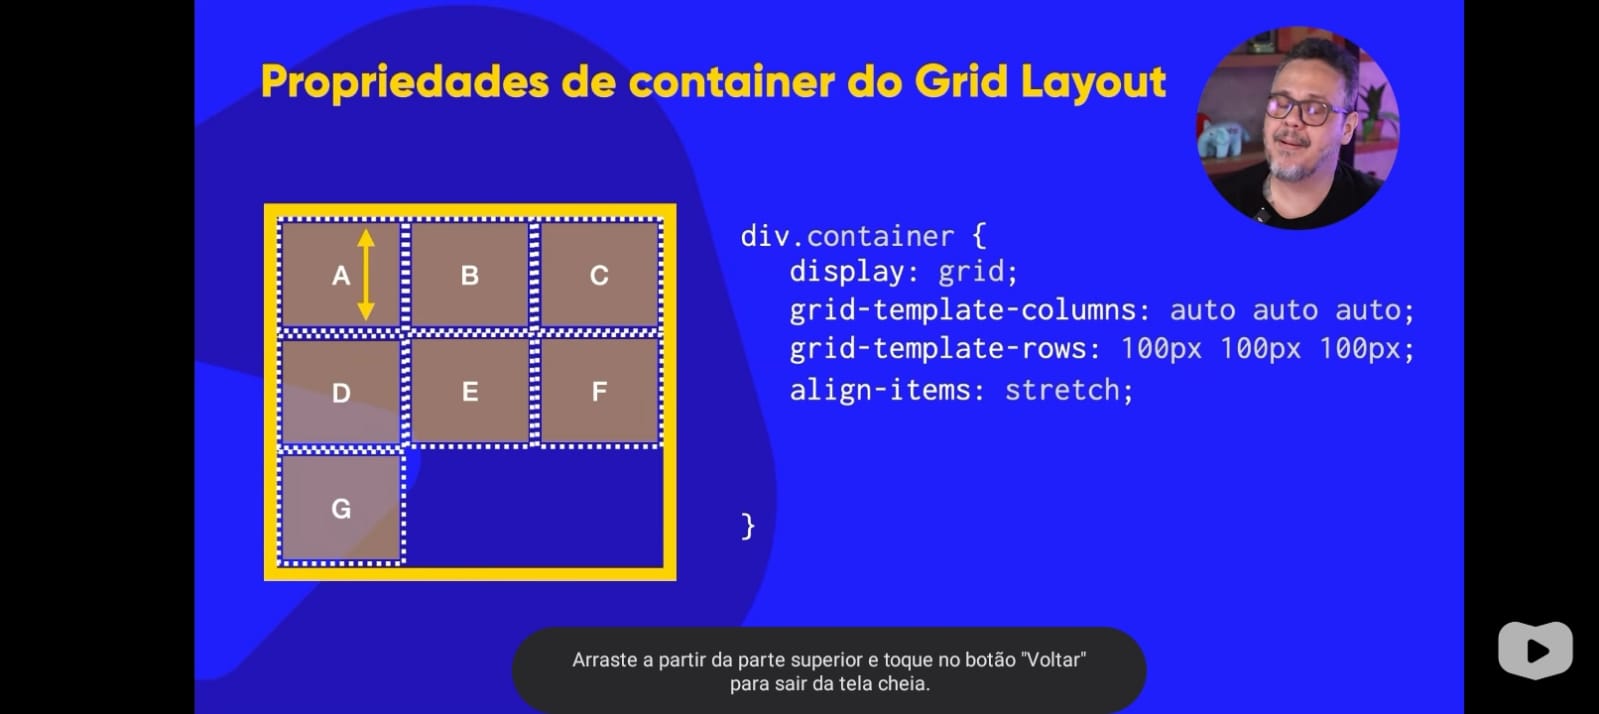 Propriedades de container do Grid Layout
A
B
C
D
E
F
G
div.container {
display: grid;
grid-template-columns: auto auto auto;
grid-template-rows: 100px 100px 100px;
align-items: stretch;
}
Arraste a partir da parte superior e toque no botão "Voltar"
para sair da tela cheia.